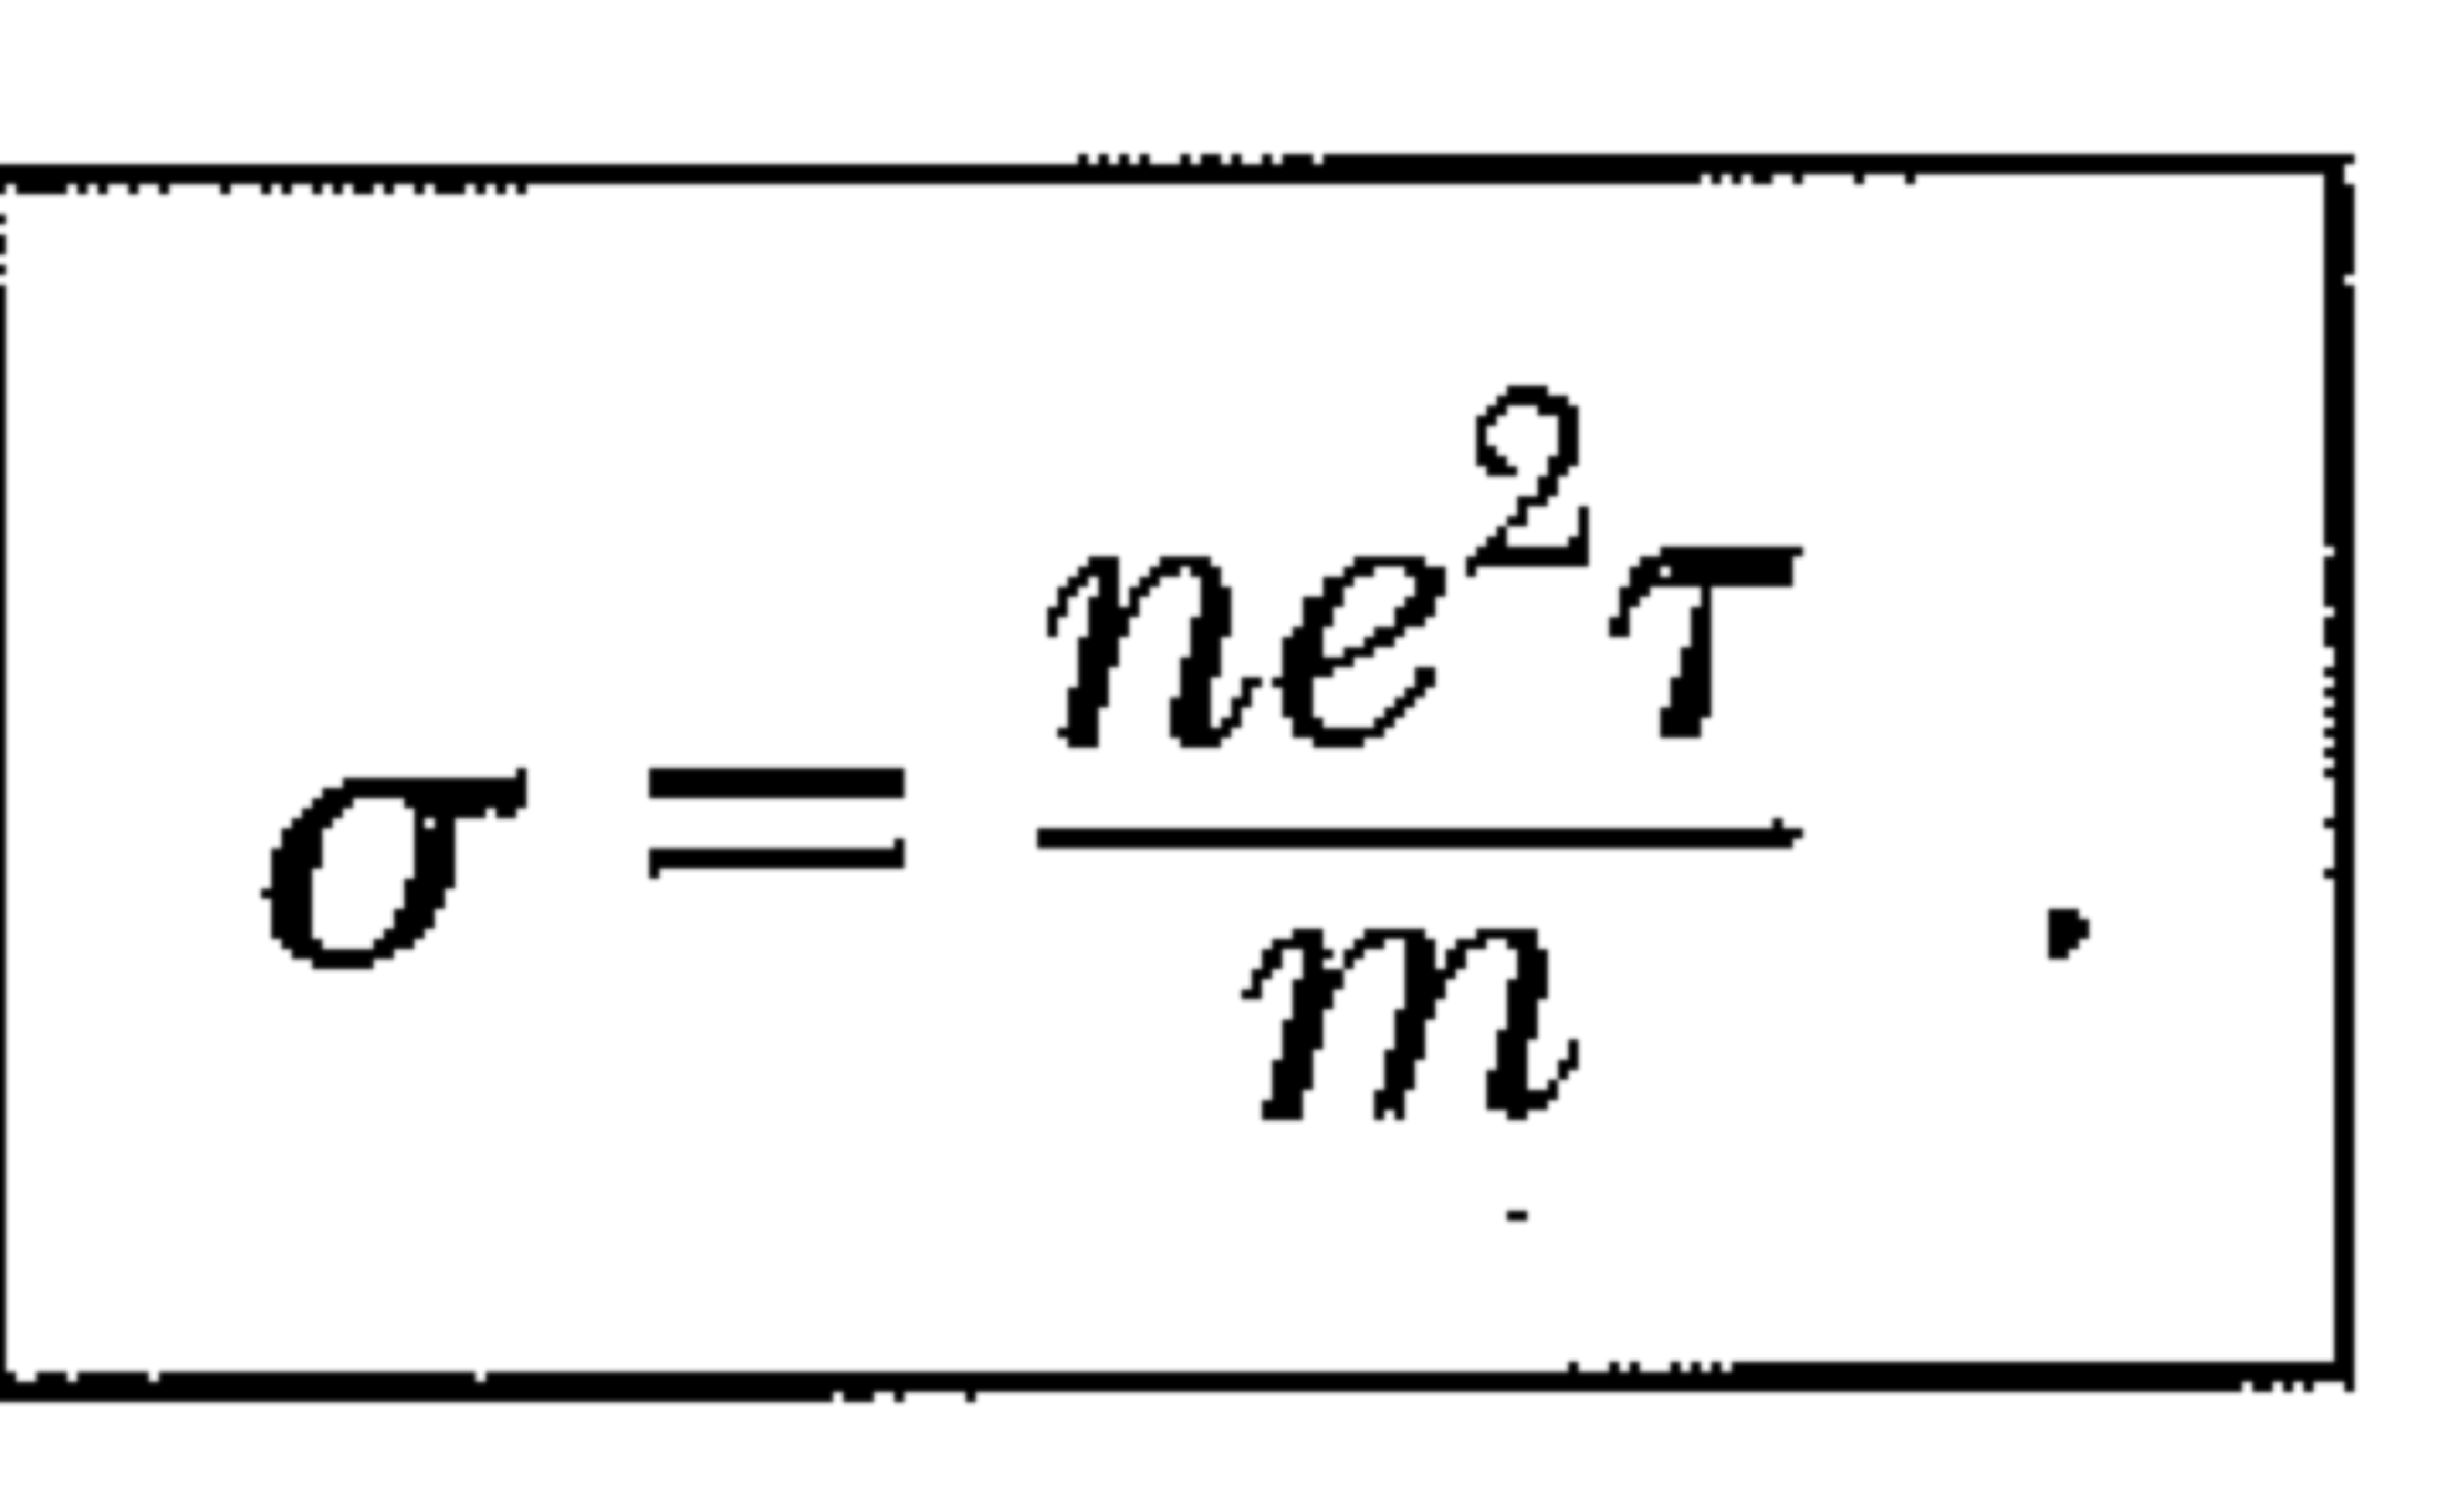 σ = ne²τ / m .